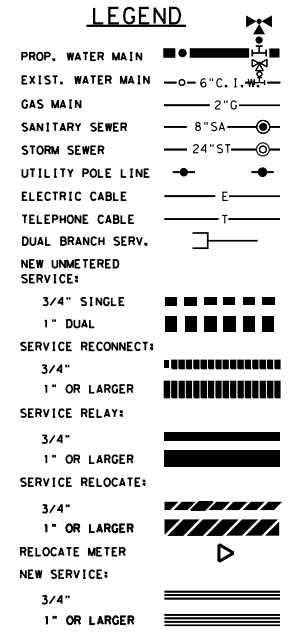 LEGEND
PROP. WATER MAIN
EXIST. WATER MAIN 6"C.I.W.
GAS MAIN 2"G
SANITARY SEWER 8"SA
STORM SEWER 24"ST
UTILITY POLE LINE
ELECTRIC CABLE E
TELEPHONE CABLE T
DUAL BRANCH SERV.
NEW UNMETERED
SERVICE:
3/4" SINGLE
1" DUAL
SERVICE RECONNECT:
3/4"
1" OR LARGER
SERVICE RELAY:
3/4"
1" OR LARGER
SERVICE RELOCATE:
3/4"
1" OR LARGER
RELOCATE METER
NEW SERVICE:
3/4"
1" OR LARGER